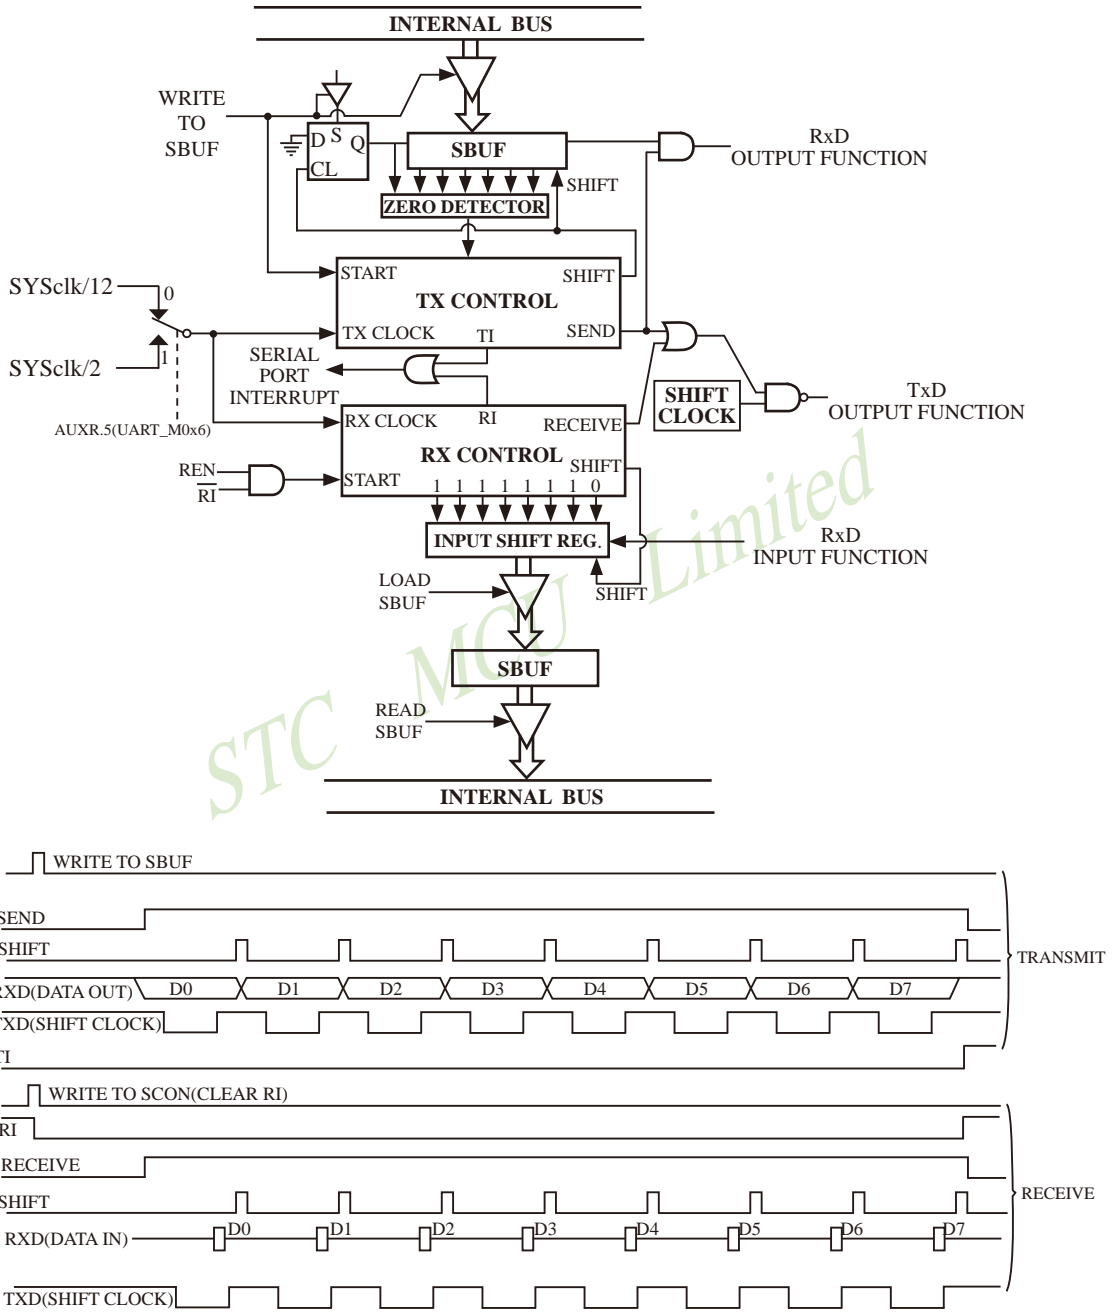 INTERNAL BUS
WRITE
TO
SBUF
D S Q
CL
SBUF
RxD
OUTPUT FUNCTION
SHIFT
ZERO DETECTOR
START
SHIFT
TX CONTROL
TX CLOCK
TI
SEND
SYSclk/12
0
SYSclk/2
1
AUXR.5(UART_M0x6)
SERIAL
PORT
INTERRUPT
SHIFT
CLOCK
TxD
OUTPUT FUNCTION
RX CLOCK
RI
RECEIVE
RX CONTROL
SHIFT
START
REN
RI
1 1 1 1 1 1 1 0
INPUT SHIFT REG.
RxD
INPUT FUNCTION
LOAD
SBUF
SHIFT
SBUF
READ
SBUF
INTERNAL BUS
STC MCU Limited
WRITE TO SBUF
SEND
SHIFT
RXD(DATA OUT) D0 D1 D2 D3 D4 D5 D6 D7
TXD(SHIFT CLOCK)
TI
TRANSMIT
WRITE TO SCON(CLEAR RI)
RI
RECEIVE
SHIFT
RXD(DATA IN) D0 D1 D2 D3 D4 D5 D6 D7
TXD(SHIFT CLOCK)
RECEIVE